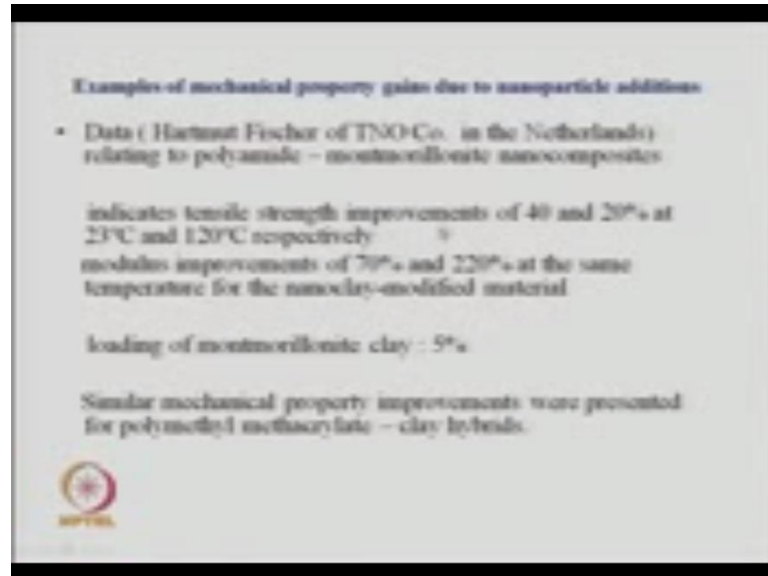 Examples of mechanical property gains due to nanoparticle additions
• Data ( Hartmut Fischer of TNO Co. in the Netherlands)
relating to polyamide – montmorillonite nanocomposites
indicates tensile strength improvements of 40 and 20% at
23°C and 120°C respectively
modulus improvements of 70% and 220% at the same
temperature for the nanoclay-modified material
loading of montmorillonite clay : 5%
Similar mechanical property improvements were presented
for polymethyl methacrylate – clay hybrids.
NPTEL